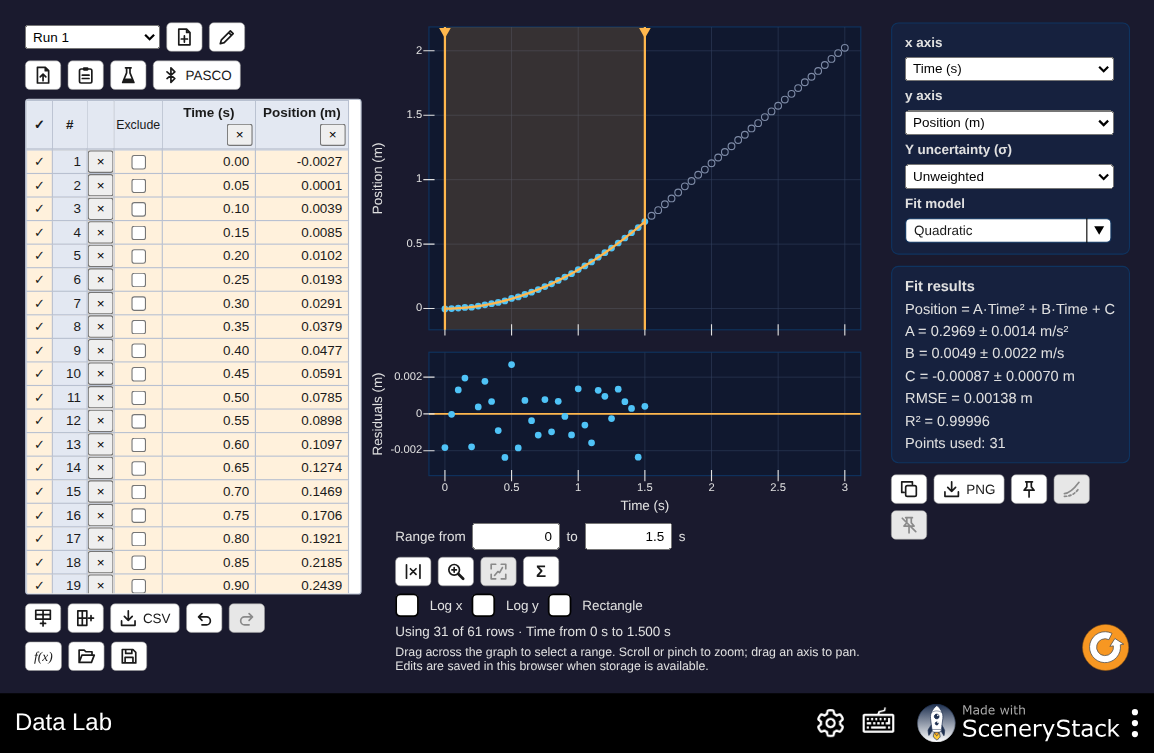 Run 1
PASCO
✓ # Exclude Time (s) Position (m)
× ×
✓ 1 × 0.00 -0.0027
✓ 2 × 0.05 0.0001
✓ 3 × 0.10 0.0039
✓ 4 × 0.15 0.0085
✓ 5 × 0.20 0.0102
✓ 6 × 0.25 0.0193
✓ 7 × 0.30 0.0291
✓ 8 × 0.35 0.0379
✓ 9 × 0.40 0.0477
✓ 10 × 0.45 0.0591
✓ 11 × 0.50 0.0785
✓ 12 × 0.55 0.0898
✓ 13 × 0.60 0.1097
✓ 14 × 0.65 0.1274
✓ 15 × 0.70 0.1469
✓ 16 × 0.75 0.1706
✓ 17 × 0.80 0.1921
✓ 18 × 0.85 0.2185
✓ 19 × 0.90 0.2439
CSV
f(x)
Position (m)
2
1.5
1
0.5
0
Residuals (m)
0.002
0
-0.002
0 0.5 1 1.5 2 2.5 3
Time (s)
Range from 0 to 1.5 s
|×| Σ
Log x Log y Rectangle
Using 31 of 61 rows · Time from 0 s to 1.500 s
Drag across the graph to select a range. Scroll or pinch to zoom; drag an axis to pan.
Edits are saved in this browser when storage is available.
x axis
Time (s)
y axis
Position (m)
Y uncertainty (σ)
Unweighted
Fit model
Quadratic
Fit results
Position = A·Time² + B·Time + C
A = 0.2969 ± 0.0014 m/s²
B = 0.0049 ± 0.0022 m/s
C = -0.00087 ± 0.00070 m
RMSE = 0.00138 m
R² = 0.99996
Points used: 31
PNG
Data Lab
Made with
SceneryStack